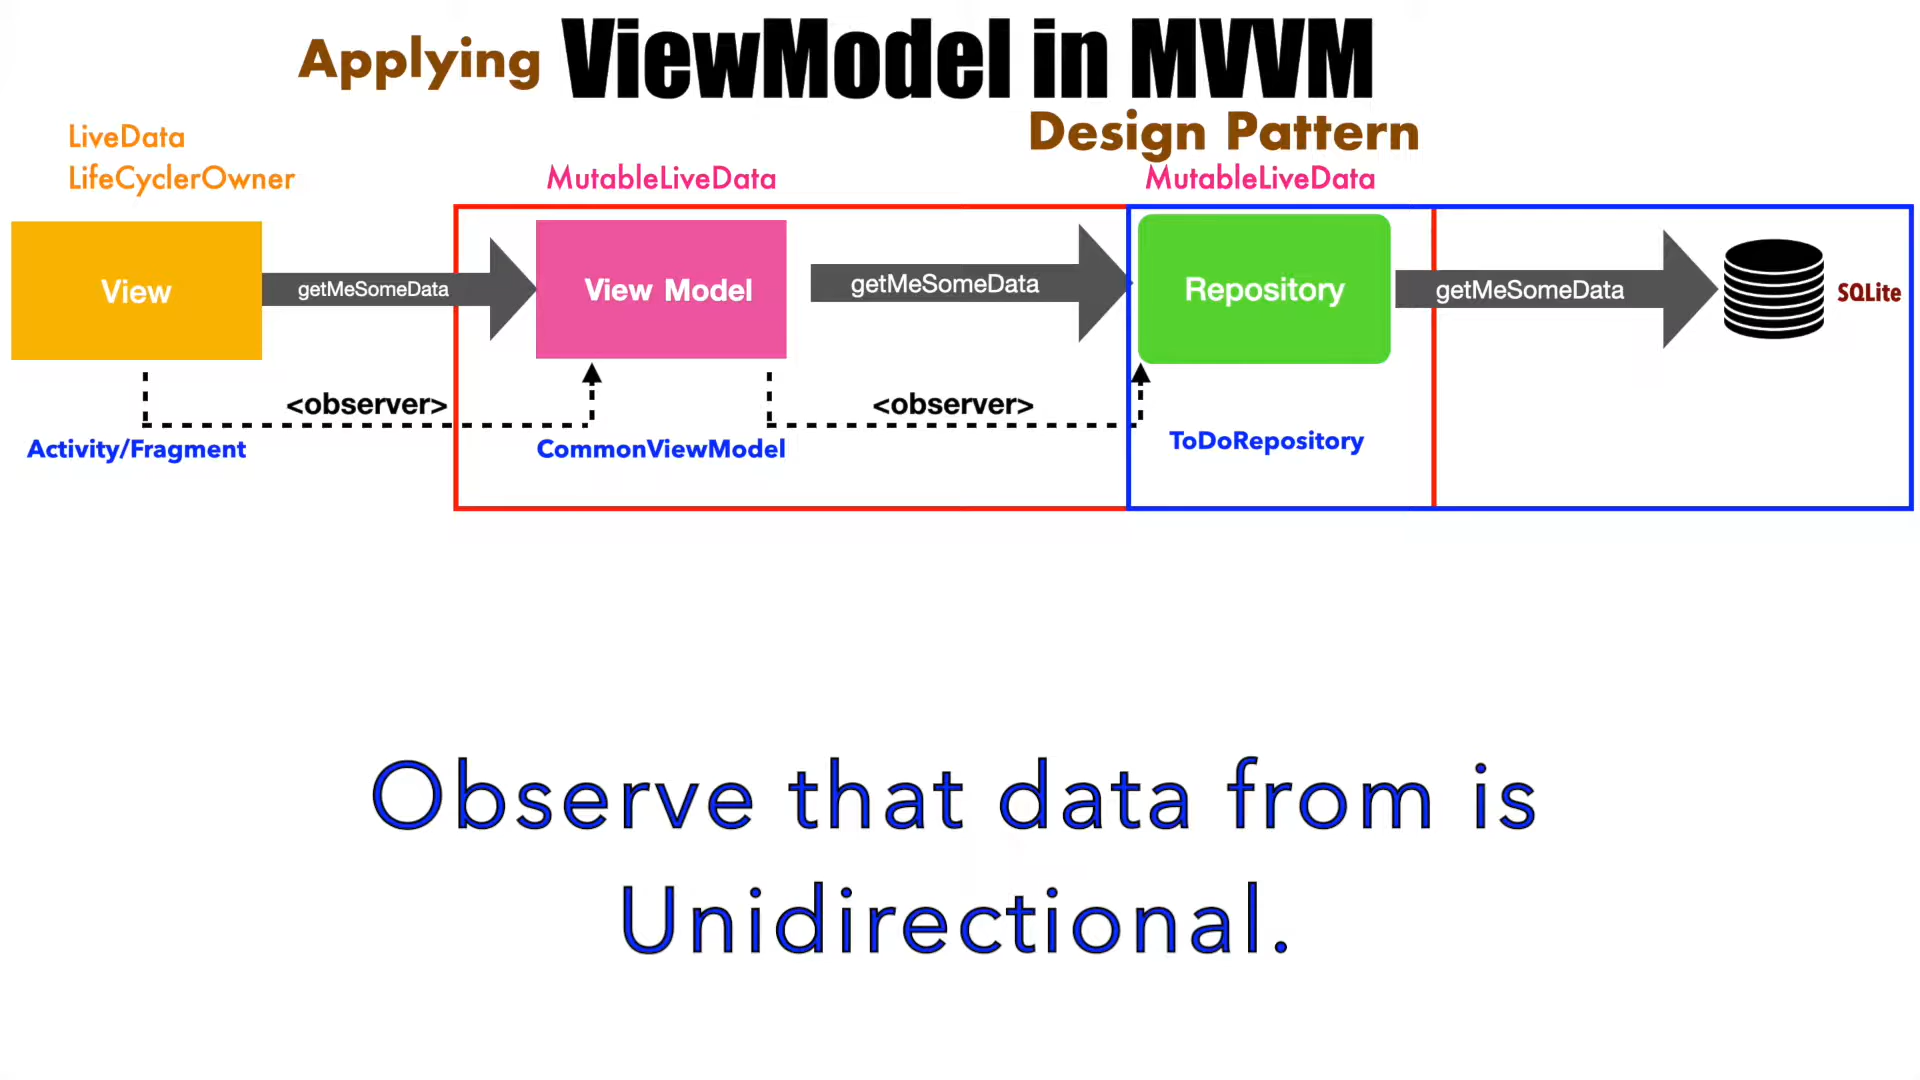 Applying ViewModel in MVVM
Design Pattern
LiveData
LifeCyclerOwner
MutableLiveData
MutableLiveData
View
getMeSomeData
View Model
getMeSomeData
Repository
getMeSomeData
SQLite
<observer>
<observer>
Activity/Fragment
CommonViewModel
ToDoRepository
Observe that data from is
Unidirectional.